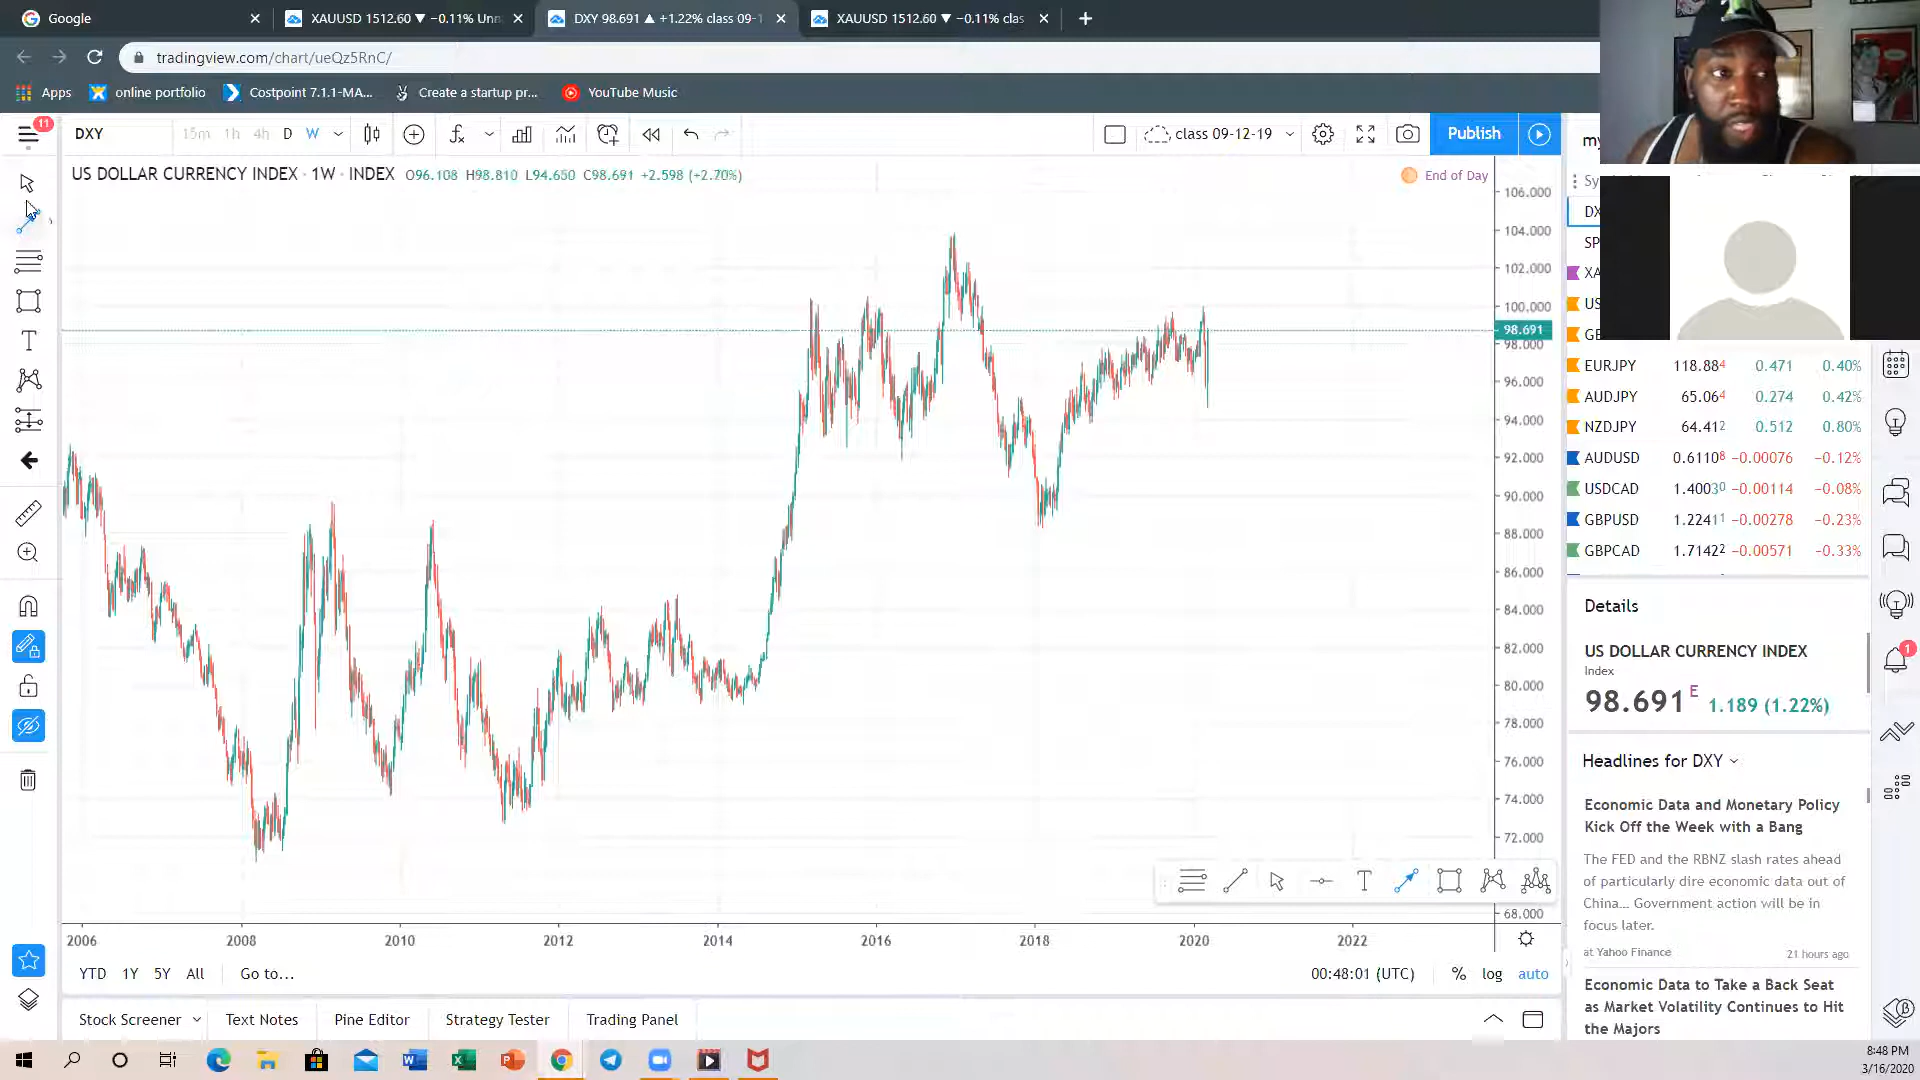 Google
XAUUSD 1512.60 ▼ −0.11% Unn
DXY 98.691 ▲ +1.22% class 09-1
XAUUSD 1512.60 ▼ −0.11% clas
tradingview.com/chart/ueQz5RnC/
Apps
online portfolio
Costpoint 7.1.1-MA...
Create a startup pr...
YouTube Music
11
DXY
15m 1h 4h D W
class 09-12-19
Publish
my
US DOLLAR CURRENCY INDEX · 1W · INDEX O96.108 H98.810 L94.650 C98.691 +2.598 (+2.70%)
End of Day
106.000
104.000
102.000
100.000
98.691
98.000
96.000
94.000
92.000
90.000
88.000
86.000
84.000
82.000
80.000
78.000
76.000
74.000
72.000
68.000
2006 2008 2010 2012 2014 2016 2018 2020 2022
YTD 1Y 5Y All Go to...
00:48:01 (UTC) % log auto
Stock Screener Text Notes Pine Editor Strategy Tester Trading Panel
Sy
DX
SP
XA
US
GE
EURJPY 118.884 0.471 0.40%
AUDJPY 65.064 0.274 0.42%
NZDJPY 64.412 0.512 0.80%
AUDUSD 0.61108 −0.00076 −0.12%
USDCAD 1.40030 −0.00114 −0.08%
GBPUSD 1.22411 −0.00278 −0.23%
GBPCAD 1.71422 −0.00571 −0.33%
Details
US DOLLAR CURRENCY INDEX
Index
98.691 E 1.189 (1.22%)
1
Headlines for DXY
Economic Data and Monetary Policy
Kick Off the Week with a Bang
The FED and the RBNZ slash rates ahead
of particularly dire economic data out of
China... Government action will be in
focus later.
at Yahoo Finance 21 hours ago
Economic Data to Take a Back Seat
as Market Volatility Continues to Hit
the Majors
8:48 PM
3/16/2020